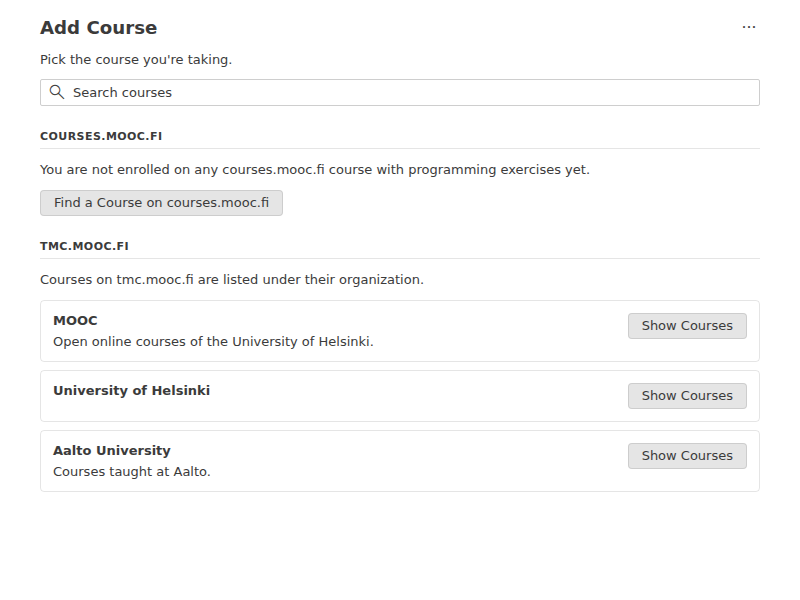 Add Course
Pick the course you're taking.
Search courses
COURSES.MOOC.FI
You are not enrolled on any courses.mooc.fi course with programming exercises yet.
Find a Course on courses.mooc.fi
TMC.MOOC.FI
Courses on tmc.mooc.fi are listed under their organization.
MOOC
Show Courses
Open online courses of the University of Helsinki.
University of Helsinki
Show Courses
Aalto University
Show Courses
Courses taught at Aalto.